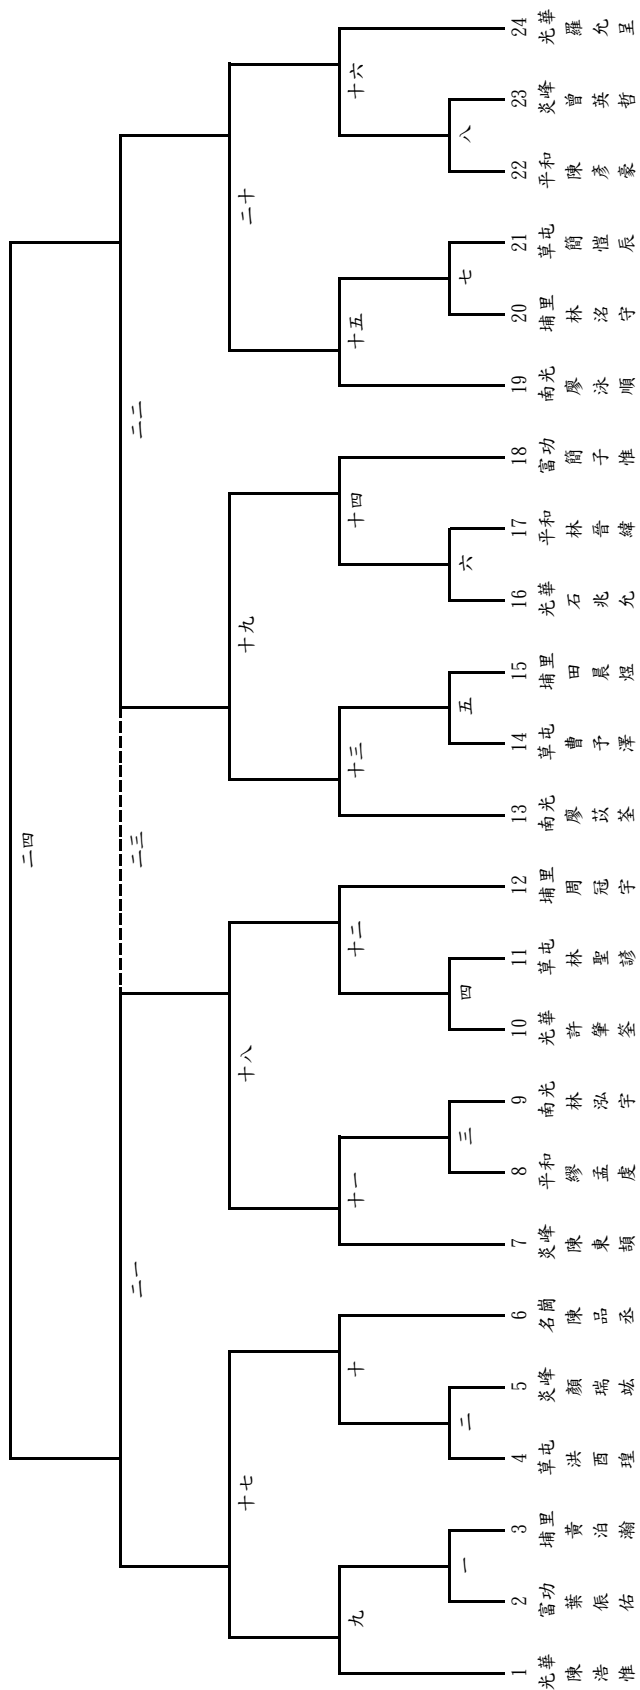 24 光華 羅允呈
23 炎峰 曾英哲
22 平和 陳彥豪
21 草屯 簡愷辰
20 埔里 林洺守
19 南光 廖泳順
18 富功 簡子惟
17 平和 林晉緯
16 光華 石兆允
15 埔里 田晨煜
14 草屯 曹予澤
13 南光 廖苡荃
12 埔里 周冠宇
11 草屯 林聖諺
10 光華 許肇筌
9 南光 林泓宇
8 平和 繆孟虔
7 炎峰 陳東頡
6 名崗 陳品丞
5 炎峰 顏瑞竑
4 草屯 洪酉瑝
3 埔里 黃泊瀚
2 富功 葉侲佑
1 光華 陳浩惟
八
七
六
五
四
三
二
一
十六
十五
十四
十三
十二
十一
十
九
二十
十九
十八
十七
二二
二三
二一
二四